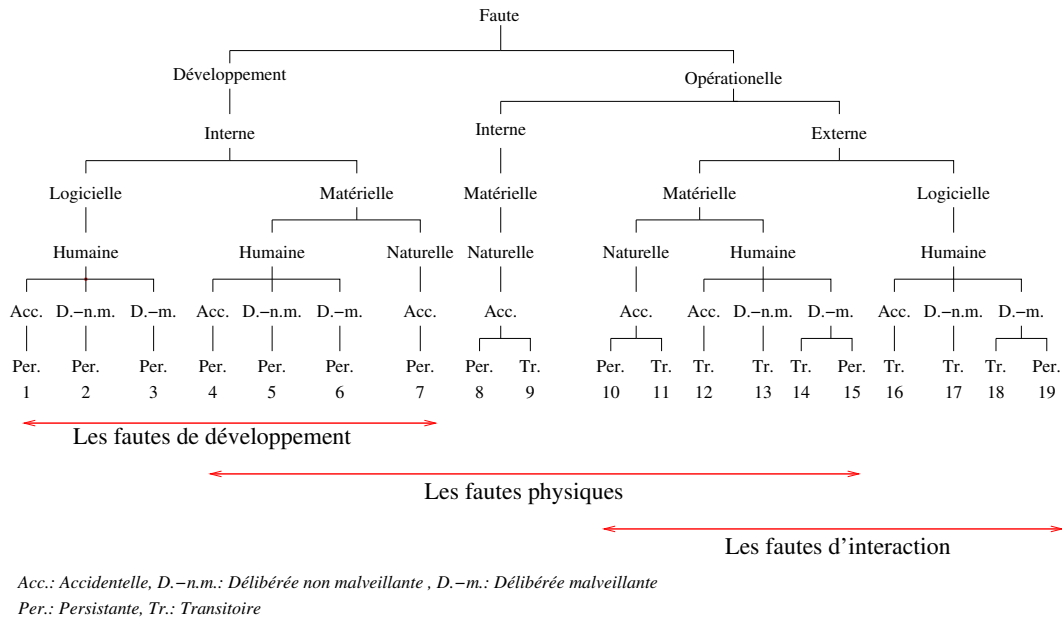 Faute
Développement Opérationelle
Interne Interne Externe
Logicielle Matérielle Matérielle Matérielle Logicielle
Humaine Humaine Naturelle Naturelle Naturelle Humaine Humaine
Acc. D.−n.m. D.−m. Acc. D.−n.m. D.−m. Acc. Acc. Acc. Acc. D.−n.m. D.−m. Acc. D.−n.m. D.−m.
Per. Per. Per. Per. Per. Per. Per. Per. Tr. Per. Tr. Tr. Tr. Tr. Per. Tr. Tr. Tr. Per.
1 2 3 4 5 6 7 8 9 10 11 12 13 14 15 16 17 18 19
Les fautes de développement
Les fautes physiques
Les fautes d’interaction
Acc.: Accidentelle, D.−n.m.: Délibérée non malveillante , D.−m.: Délibérée malveillante
Per.: Persistante, Tr.: Transitoire